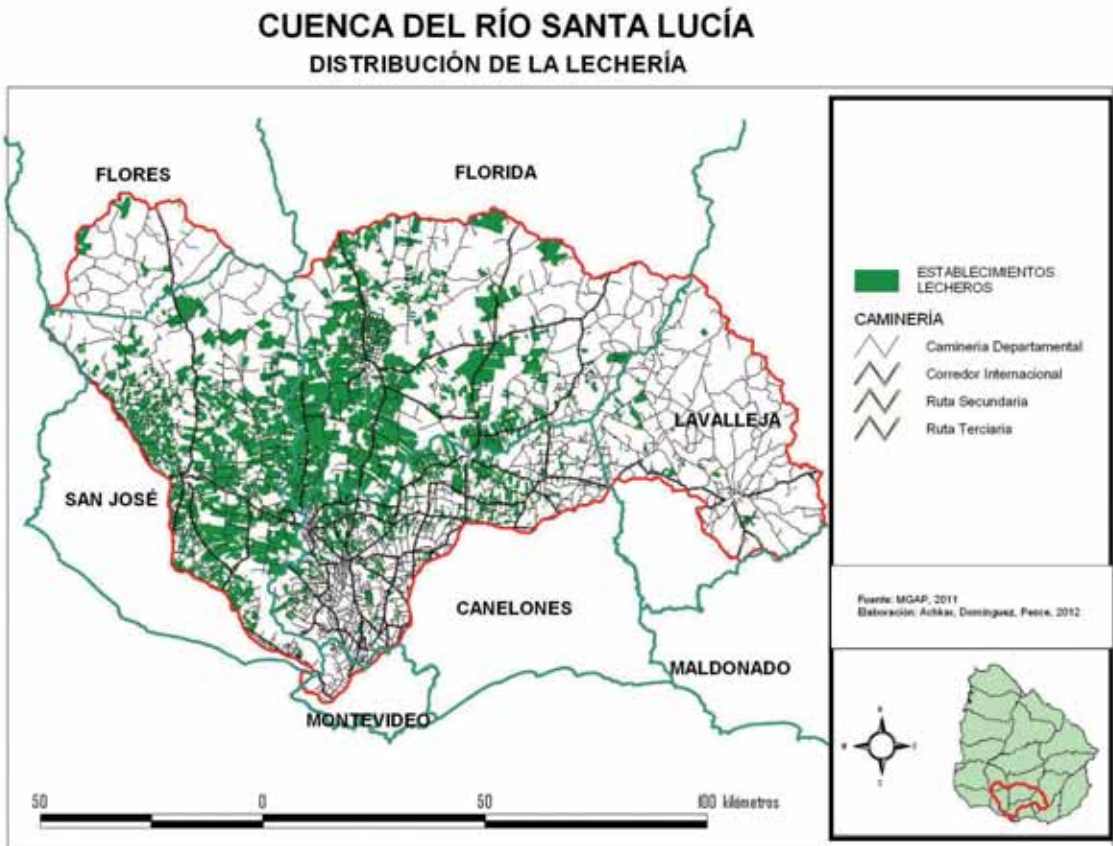 CUENCA DEL RÍO SANTA LUCÍA
DISTRIBUCIÓN DE LA LECHERÍA
FLORES
FLORIDA
LAVALLEJA
SAN JOSÉ
CANELONES
MALDONADO
MONTEVIDEO
50 0 50 100 kilómetros
ESTABLECIMIENTOS
LECHEROS
CAMINERÍA
Caminería Departamental
Corredor Internacional
Ruta Secundaria
Ruta Terciaria
Fuente: MGAP, 2011
Elaboración: Achkar, Domínguez, Pesce, 2012